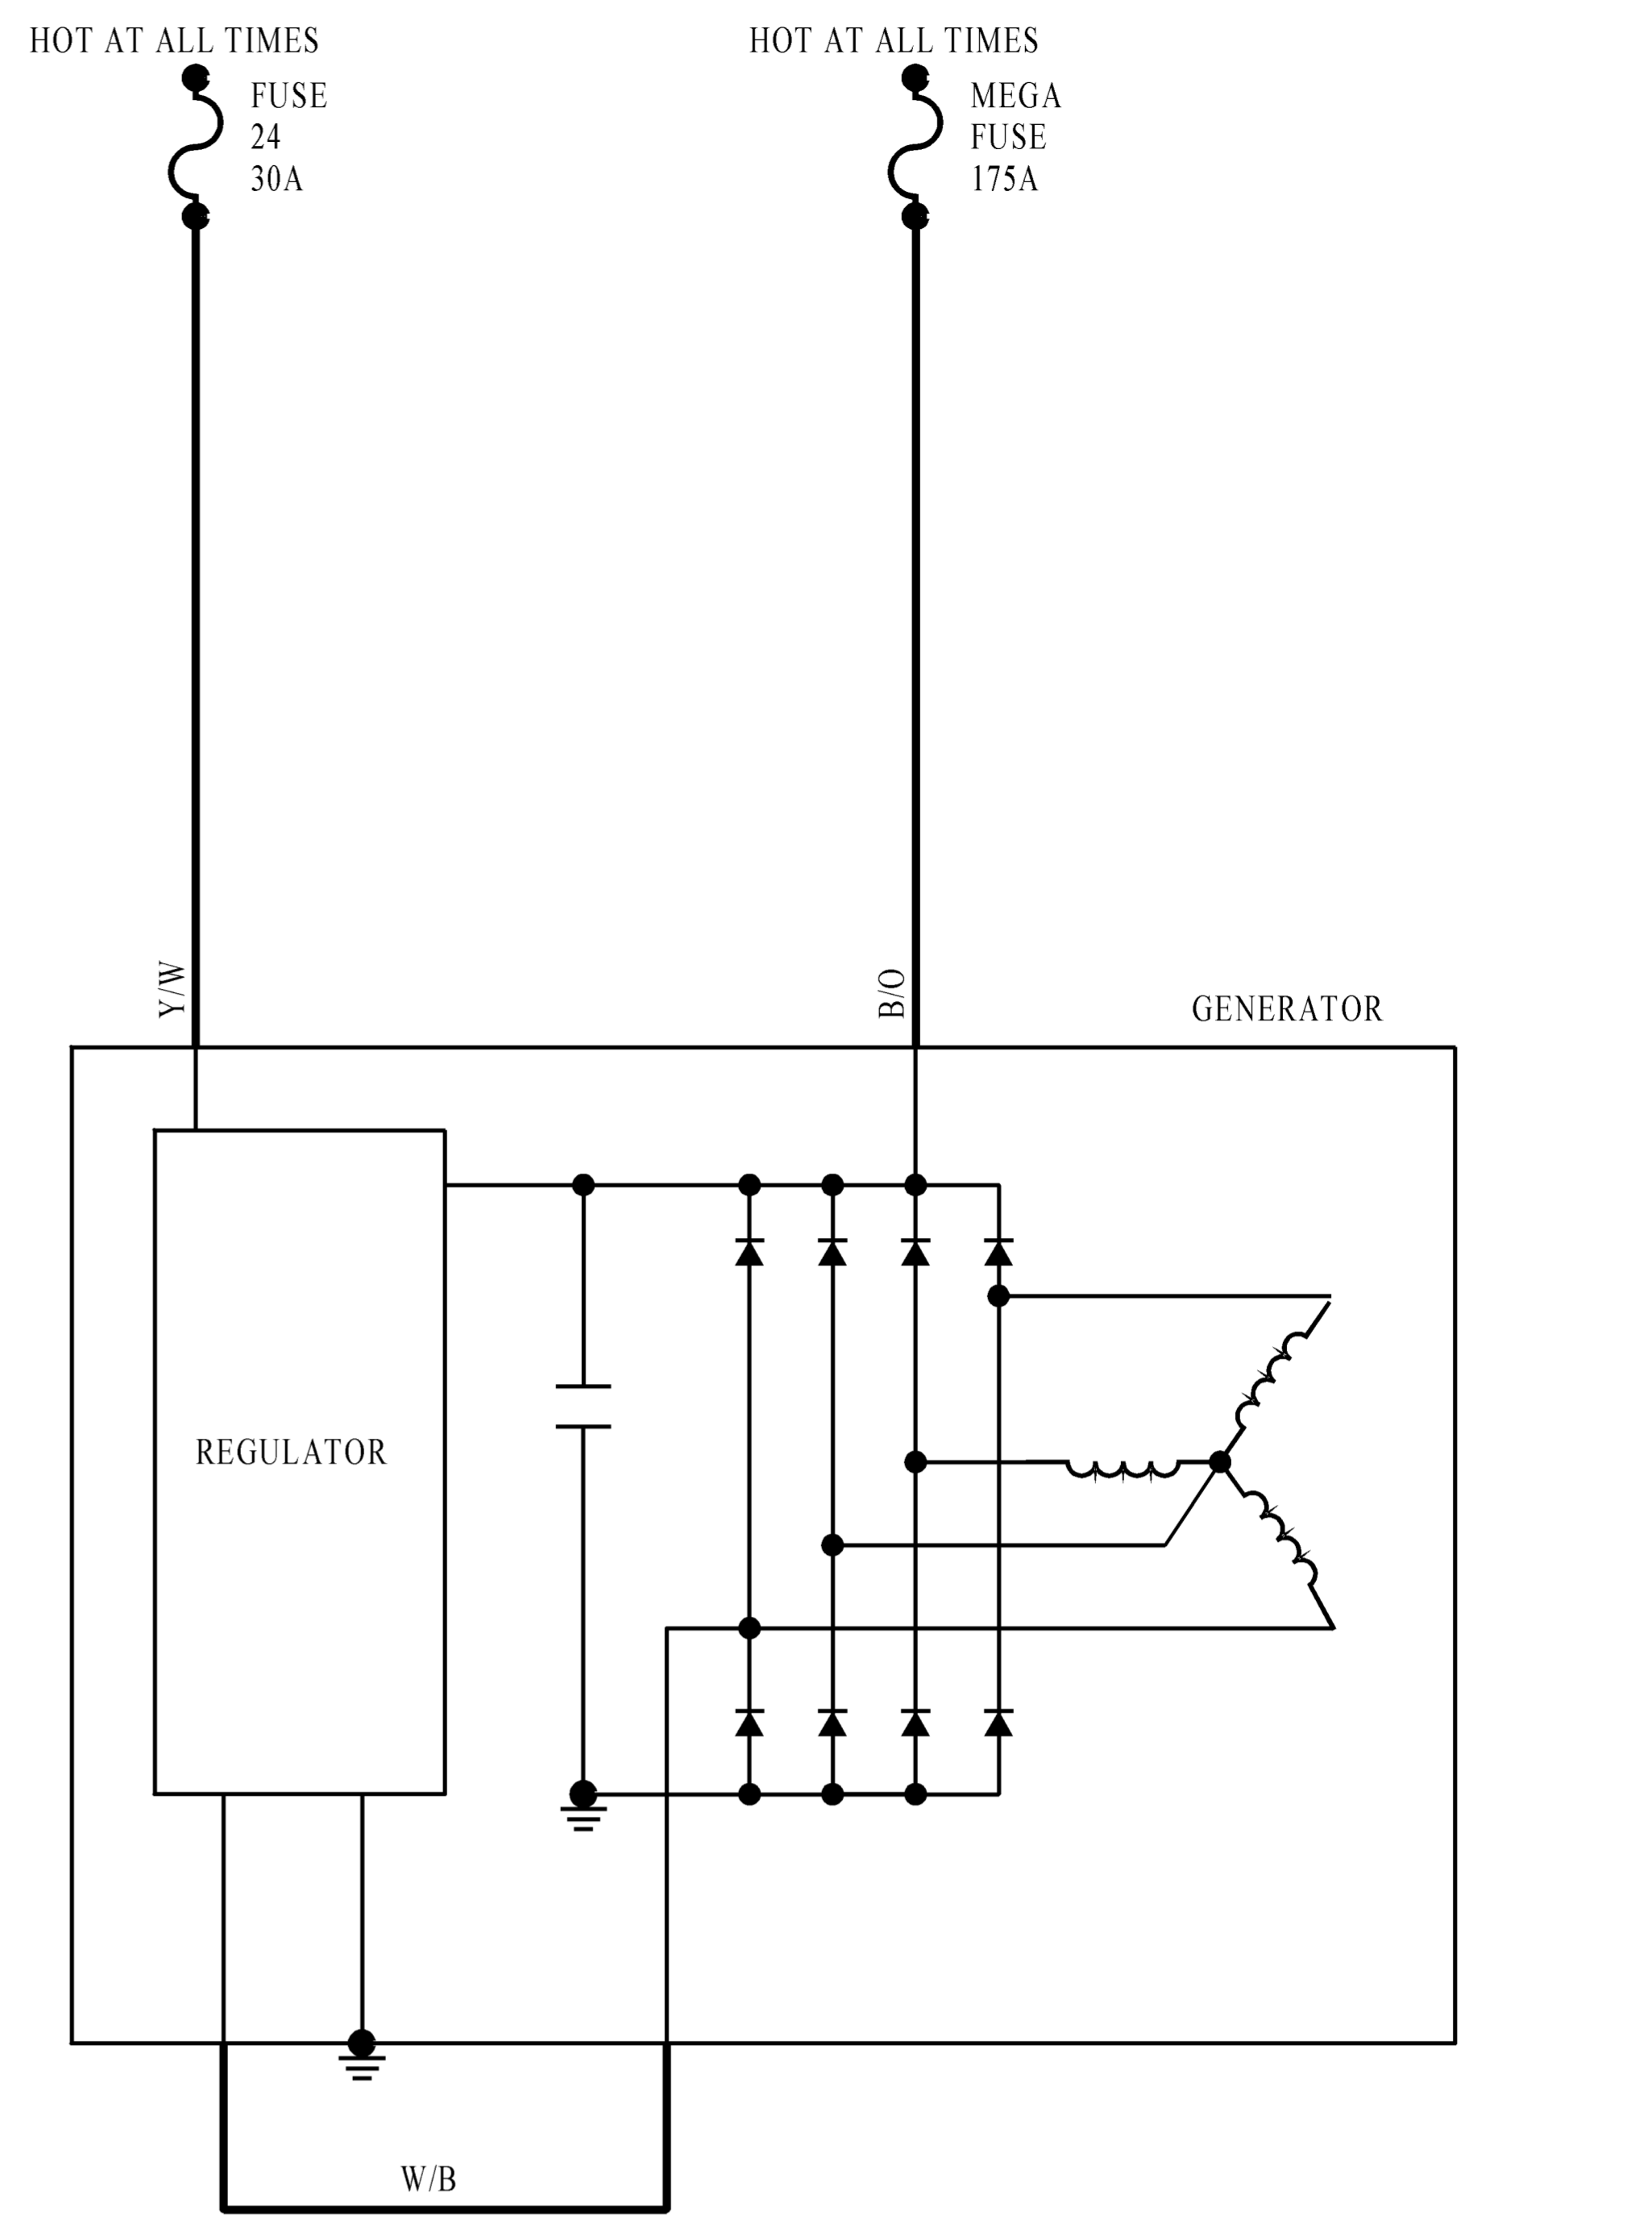 HOT AT ALL TIMES
FUSE
24
30A
HOT AT ALL TIMES
MEGA
FUSE
175A
Y/W
B/O
GENERATOR
REGULATOR
W/B